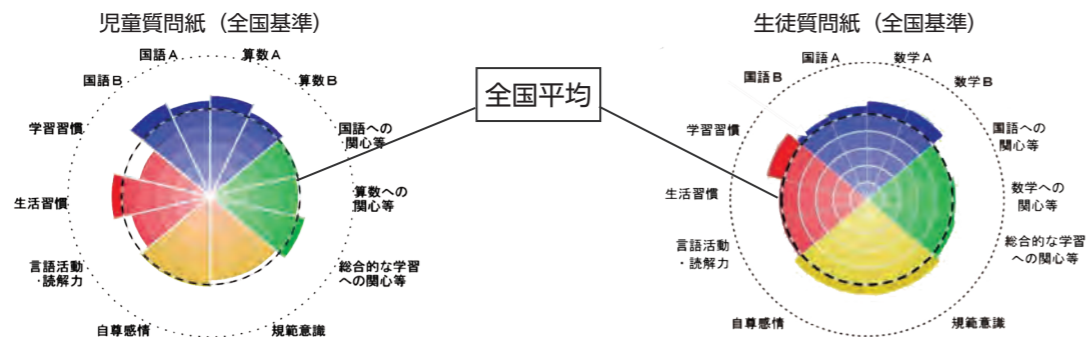 児童質問紙（全国基準）
国語A
算数A
国語B
算数B
学習習慣
国語への
関心等
生活習慣
算数への
関心等
言語活動
・読解力
総合的な学習
への関心等
自尊感情
規範意識
全国平均
生徒質問紙（全国基準）
国語A
数学A
国語B
数学B
学習習慣
国語への
関心等
生活習慣
数学への
関心等
言語活動
・読解力
総合的な学習
への関心等
自尊感情
規範意識